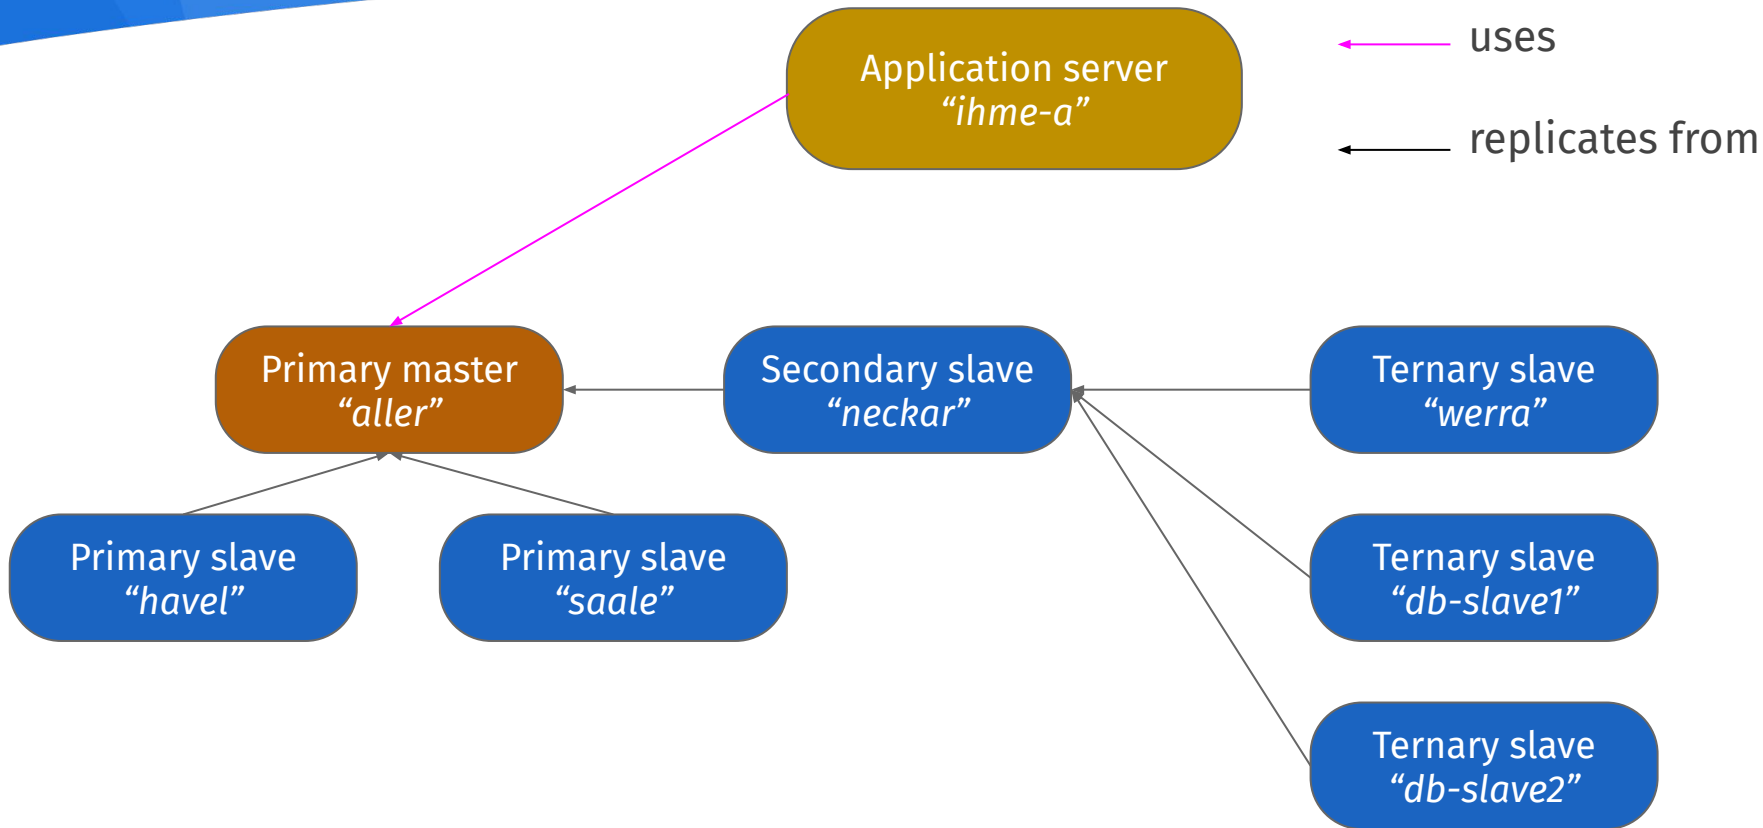 Application server
“ihme-a”
uses
replicates from
Primary master
“aller”
Secondary slave
“neckar”
Ternary slave
“werra”
Primary slave
“havel”
Primary slave
“saale”
Ternary slave
“db-slave1”
Ternary slave
“db-slave2”